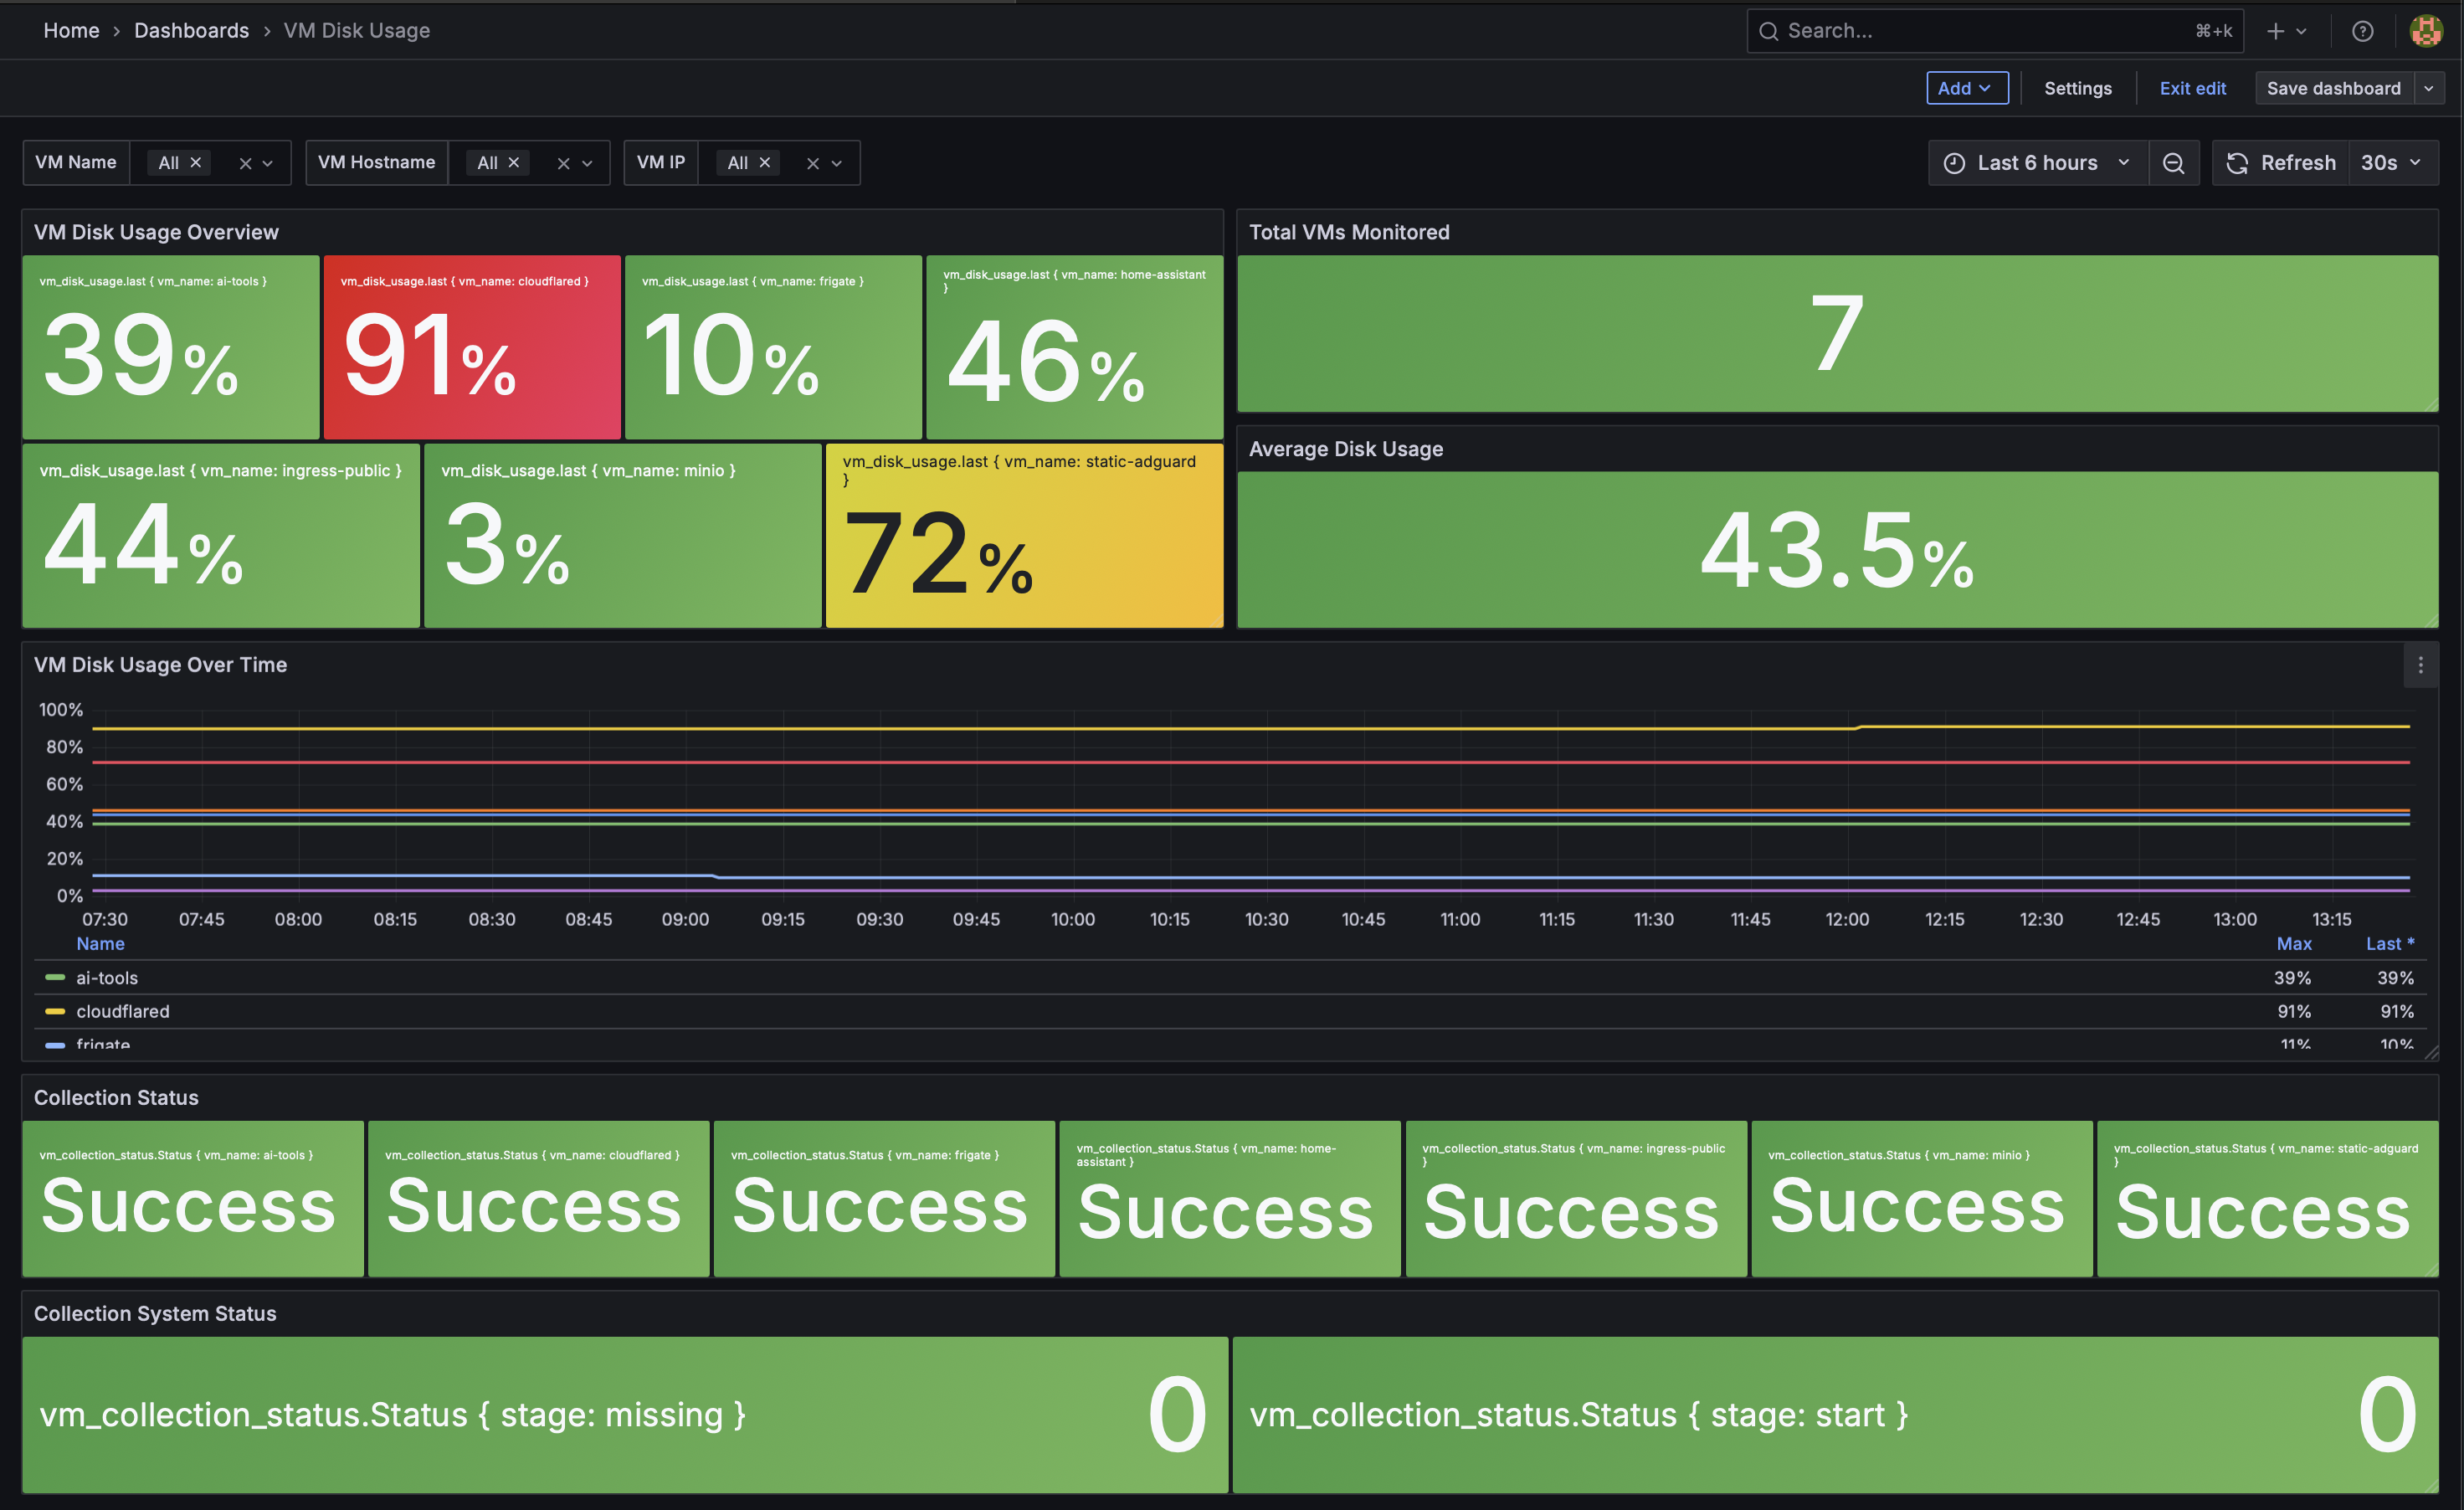 Home › Dashboards › VM Disk Usage
Search... ⌘+k
Add
Settings
Exit edit
Save dashboard
VM Name All ×
VM Hostname All ×
VM IP All ×
Last 6 hours
Refresh 30s
VM Disk Usage Overview
vm_disk_usage.last { vm_name: ai-tools }
39%
vm_disk_usage.last { vm_name: cloudflared }
91%
vm_disk_usage.last { vm_name: frigate }
10%
vm_disk_usage.last { vm_name: home-assistant
}
46%
vm_disk_usage.last { vm_name: ingress-public }
44%
vm_disk_usage.last { vm_name: minio }
3%
vm_disk_usage.last { vm_name: static-adguard
}
72%
Total VMs Monitored
7
Average Disk Usage
43.5%
VM Disk Usage Over Time
100%
80%
60%
40%
20%
0%
07:30 07:45 08:00 08:15 08:30 08:45 09:00 09:15 09:30 09:45 10:00 10:15 10:30 10:45 11:00 11:15 11:30 11:45 12:00 12:15 12:30 12:45 13:00 13:15
Name Max Last *
ai-tools 39% 39%
cloudflared 91% 91%
frigate 11% 10%
Collection Status
vm_collection_status.Status { vm_name: ai-tools }
Success
vm_collection_status.Status { vm_name: cloudflared }
Success
vm_collection_status.Status { vm_name: frigate }
Success
vm_collection_status.Status { vm_name: home-
assistant }
Success
vm_collection_status.Status { vm_name: ingress-public
}
Success
vm_collection_status.Status { vm_name: minio }
Success
vm_collection_status.Status { vm_name: static-adguard
}
Success
Collection System Status
vm_collection_status.Status { stage: missing }
0
vm_collection_status.Status { stage: start }
0